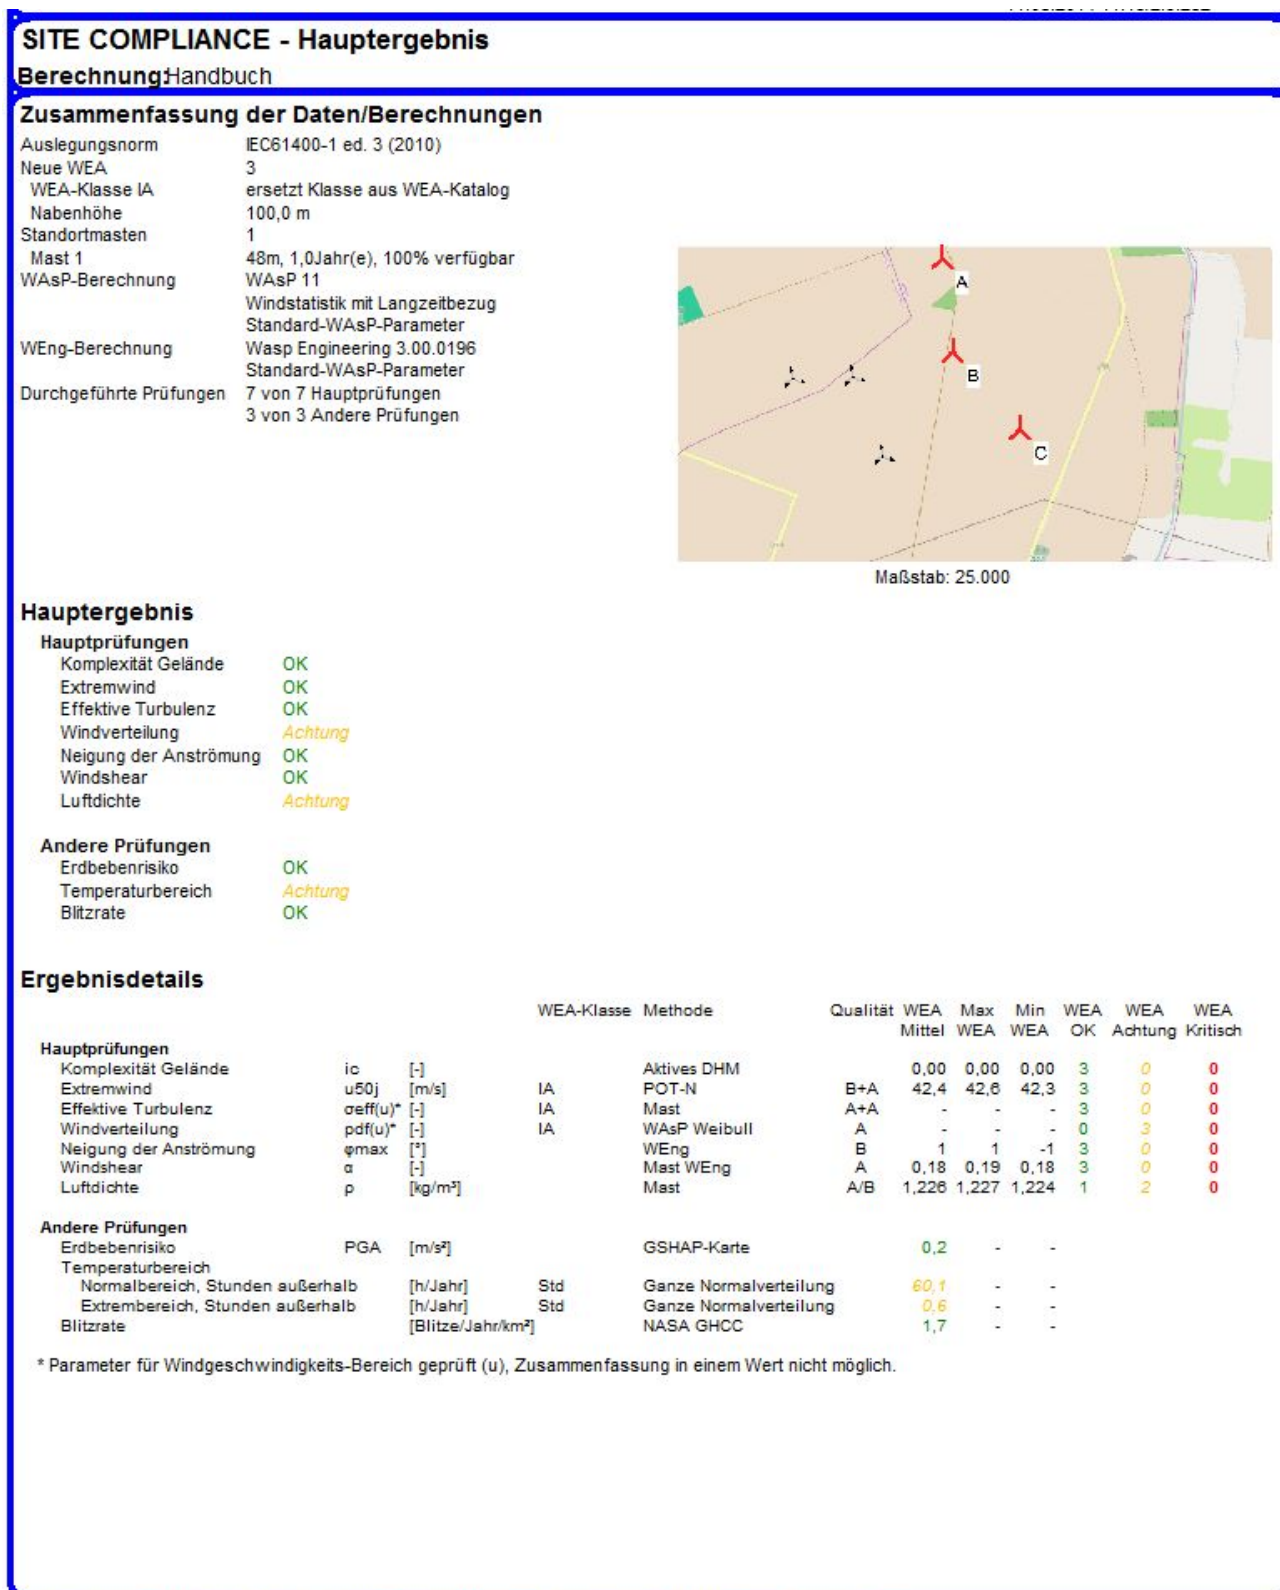 SITE COMPLIANCE - Hauptergebnis
Berechnung:Handbuch
Zusammenfassung der Daten/Berechnungen
Auslegungsnorm IEC61400-1 ed. 3 (2010)
Neue WEA 3
WEA-Klasse IA ersetzt Klasse aus WEA-Katalog
Nabenhöhe 100,0 m
Standortmasten 1
Mast 1 48m, 1,0Jahr(e), 100% verfügbar
WAsP-Berechnung WAsP 11
Windstatistik mit Langzeitbezug
Standard-WAsP-Parameter
WEng-Berechnung Wasp Engineering 3.00.0196
Standard-WAsP-Parameter
Durchgeführte Prüfungen 7 von 7 Hauptprüfungen
3 von 3 Andere Prüfungen
A
B
C
Maßstab: 25.000
Hauptergebnis
Hauptprüfungen
Komplexität Gelände OK
Extremwind OK
Effektive Turbulenz OK
Windverteilung Achtung
Neigung der Anströmung OK
Windshear OK
Luftdichte Achtung
Andere Prüfungen
Erdbebenrisiko OK
Temperaturbereich Achtung
Blitzrate OK
Ergebnisdetails
WEA-Klasse Methode Qualität WEA Max Min WEA WEA WEA
Mittel WEA WEA OK Achtung Kritisch
Hauptprüfungen
Komplexität Gelände ic [-] Aktives DHM 0,00 0,00 0,00 3 0 0
Extremwind u50j [m/s] IA POT-N B+A 42,4 42,6 42,3 3 0 0
Effektive Turbulenz σeff(u)* [-] IA Mast A+A - - - 3 0 0
Windverteilung pdf(u)* [-] IA WAsP Weibull A - - - 0 3 0
Neigung der Anströmung φmax [°] WEng B 1 1 -1 3 0 0
Windshear α [-] Mast WEng A 0,18 0,19 0,18 3 0 0
Luftdichte ρ [kg/m³] Mast A/B 1,226 1,227 1,224 1 2 0
Andere Prüfungen
Erdbebenrisiko PGA [m/s²] GSHAP-Karte 0,2 - -
Temperaturbereich
Normalbereich, Stunden außerhalb [h/Jahr] Std Ganze Normalverteilung 60,1 - -
Extrembereich, Stunden außerhalb [h/Jahr] Std Ganze Normalverteilung 0,6 - -
Blitzrate [Blitze/Jahr/km²] NASA GHCC 1,7 - -
* Parameter für Windgeschwindigkeits-Bereich geprüft (u), Zusammenfassung in einem Wert nicht möglich.